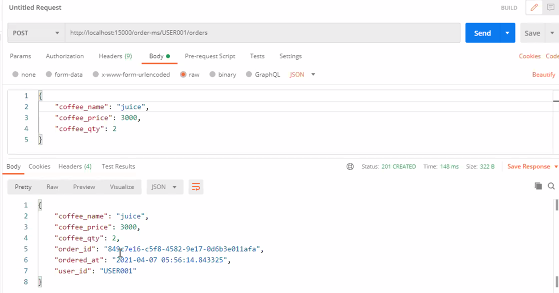 Untitled Request
BUILD
POST
http://localhost:15000/order-ms/USER001/orders
Send
Save
Params
Authorization
Headers (9)
Body
Pre-request Script
Tests
Settings
Cookies
Code
none
form-data
x-www-form-urlencoded
raw
binary
GraphQL
JSON
Beautify
1 {
2 "coffee_name": "juice",
3 "coffee_price": 3000,
4 "coffee_qty": 2
5 }
Body
Cookies
Headers (4)
Test Results
Status: 201 CREATED
Time: 148 ms
Size: 322 B
Save Response
Pretty
Raw
Preview
Visualize
JSON
1 {
2 "coffee_name": "juice",
3 "coffee_price": 3000,
4 "coffee_qty": 2,
5 "order_id": "849c7e16-c5f8-4582-9e17-0d6b3e011afa",
6 "ordered_at": "2021-04-07 05:56:14.843325",
7 "user_id": "USER001"
8 }